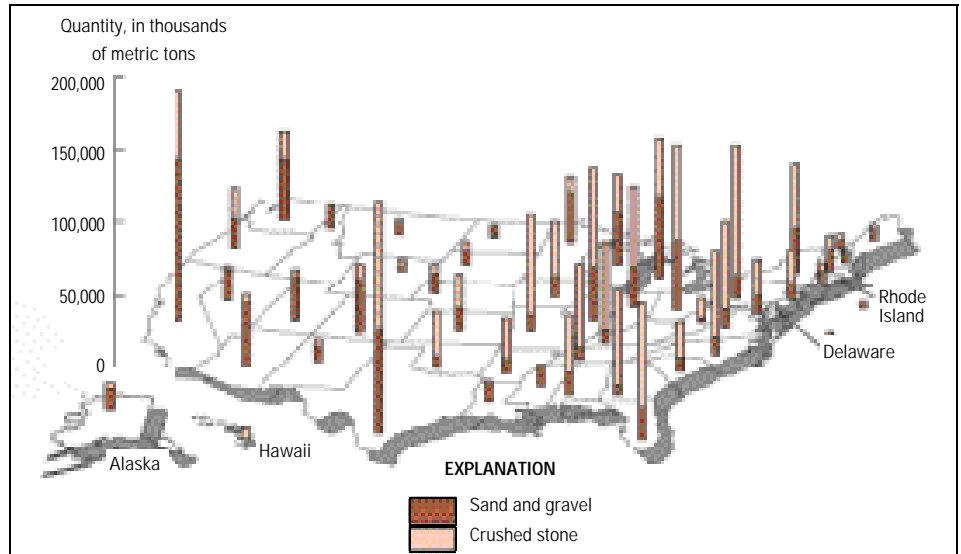 Quantity, in thousands
of metric tons
200,000
150,000
100,000
50,000
0
Rhode
Island
Delaware
Alaska
Hawaii
EXPLANATION
Sand and gravel
Crushed stone